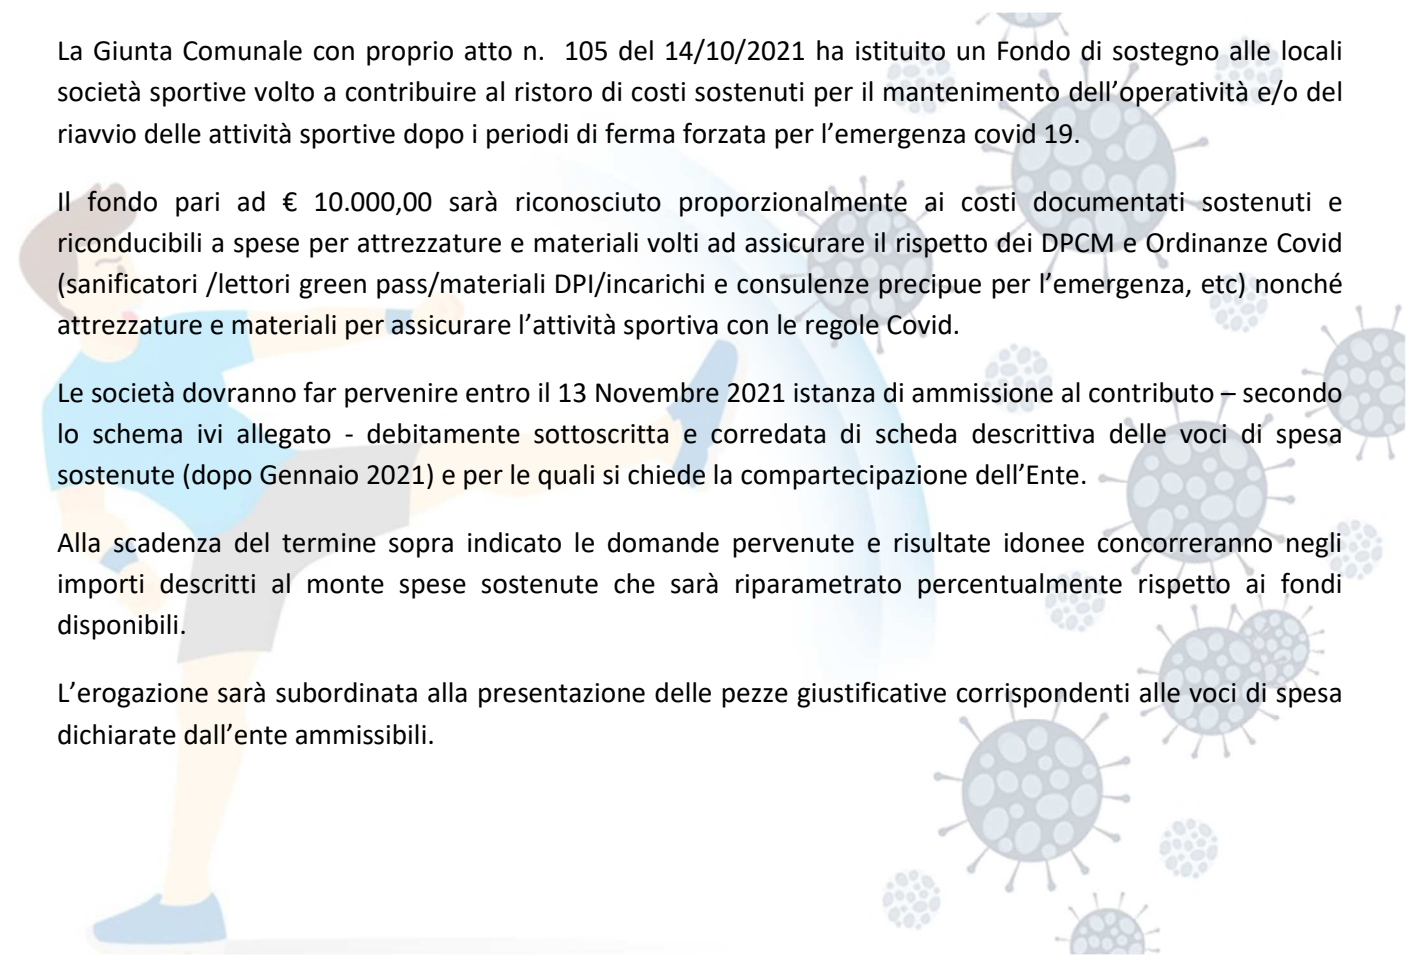 La Giunta Comunale con proprio atto n.  105 del 14/10/2021 ha istituito un Fondo di sostegno alle locali
società sportive volto a contribuire al ristoro di costi sostenuti per il mantenimento dell’operatività e/o del
riavvio delle attività sportive dopo i periodi di ferma forzata per l’emergenza covid 19.
Il fondo pari ad € 10.000,00 sarà riconosciuto proporzionalmente ai costi documentati sostenuti e
riconducibili a spese per attrezzature e materiali volti ad assicurare il rispetto dei DPCM e Ordinanze Covid
(sanificatori /lettori green pass/materiali DPI/incarichi e consulenze precipue per l’emergenza, etc) nonché
attrezzature e materiali per assicurare l’attività sportiva con le regole Covid.
Le società dovranno far pervenire entro il 13 Novembre 2021 istanza di ammissione al contributo – secondo
lo schema ivi allegato - debitamente sottoscritta e corredata di scheda descrittiva delle voci di spesa
sostenute (dopo Gennaio 2021) e per le quali si chiede la compartecipazione dell’Ente.
Alla scadenza del termine sopra indicato le domande pervenute e risultate idonee concorreranno negli
importi descritti al monte spese sostenute che sarà riparametrato percentualmente rispetto ai fondi
disponibili.
L’erogazione sarà subordinata alla presentazione delle pezze giustificative corrispondenti alle voci di spesa
dichiarate dall’ente ammissibili.